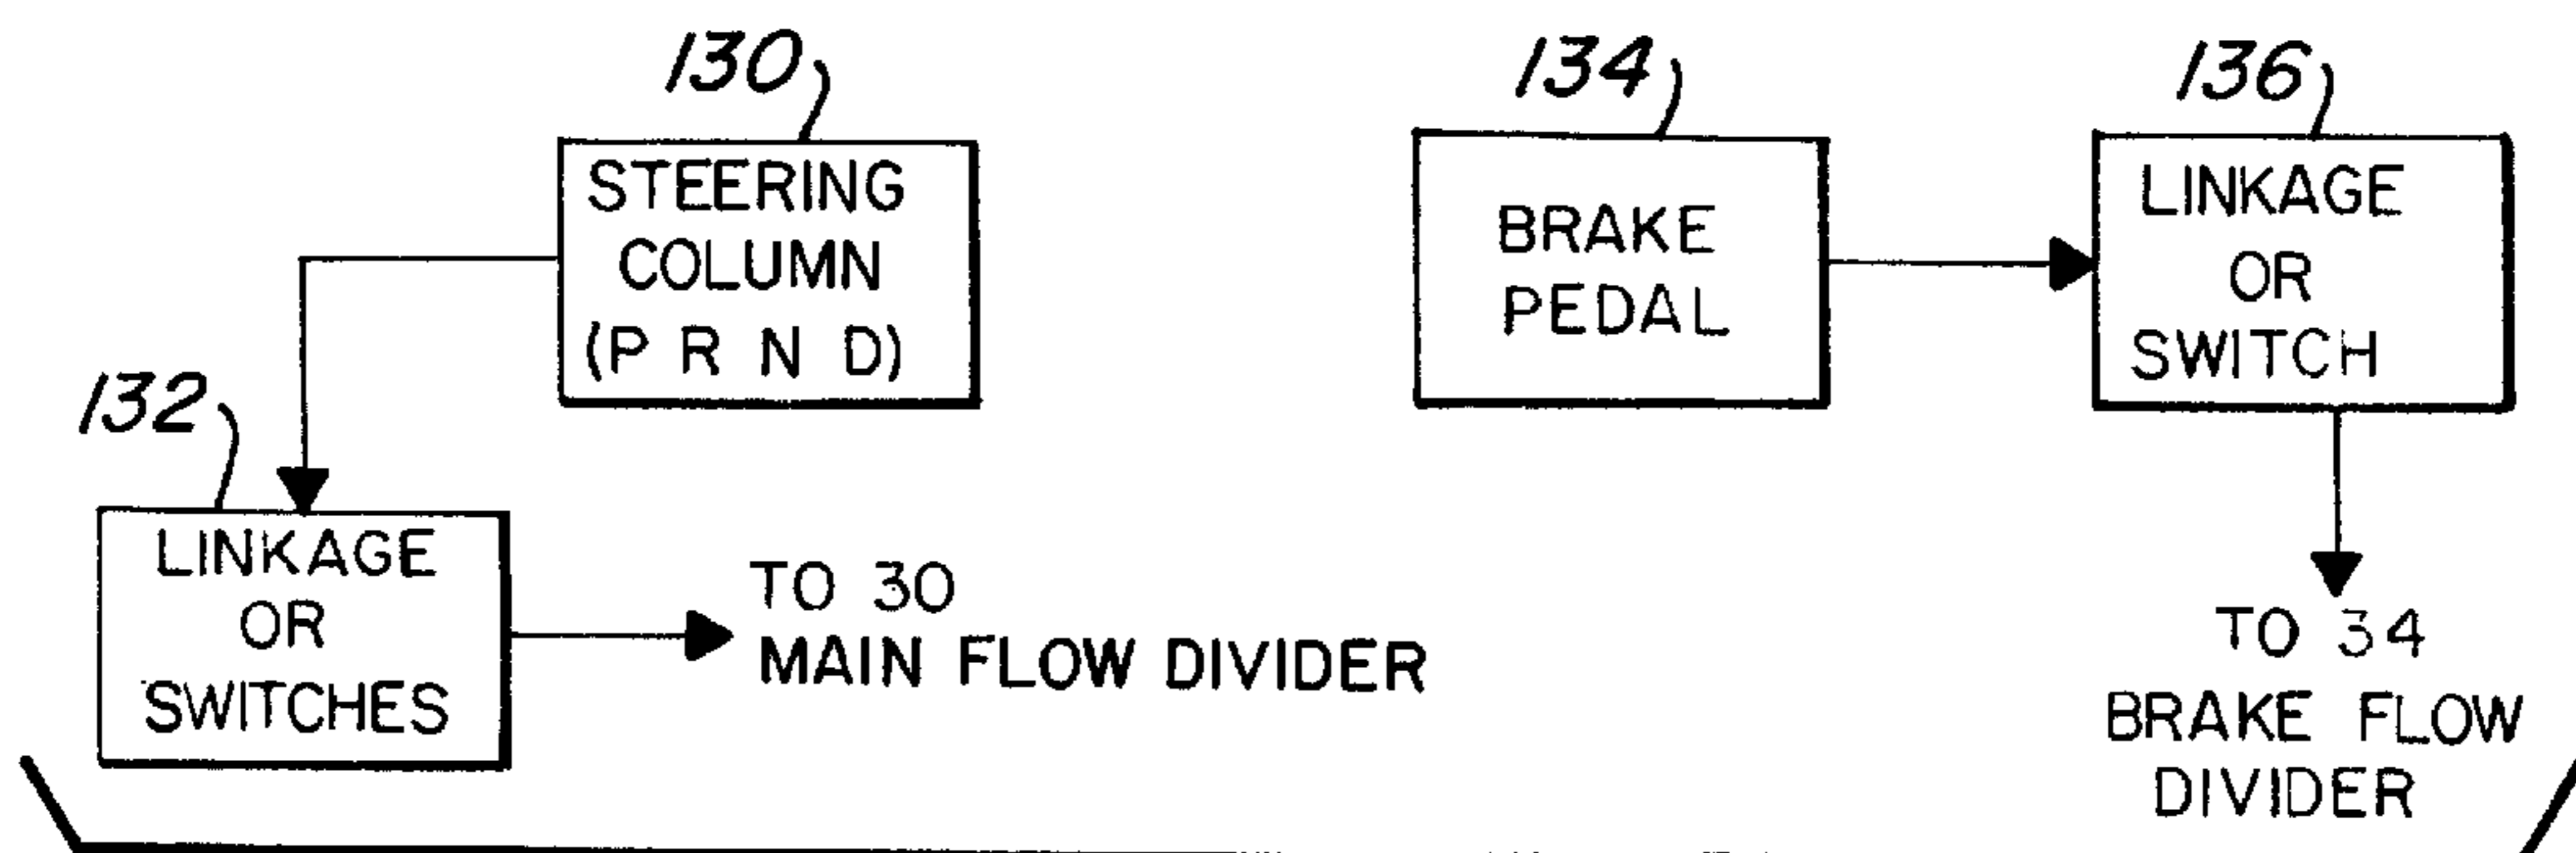 130
STEERING
COLUMN
(P R N D)
132
LINKAGE
OR
SWITCHES
TO 30
MAIN FLOW DIVIDER
134
BRAKE
PEDAL
136
LINKAGE
OR
SWITCH
TO 34
BRAKE FLOW
DIVIDER